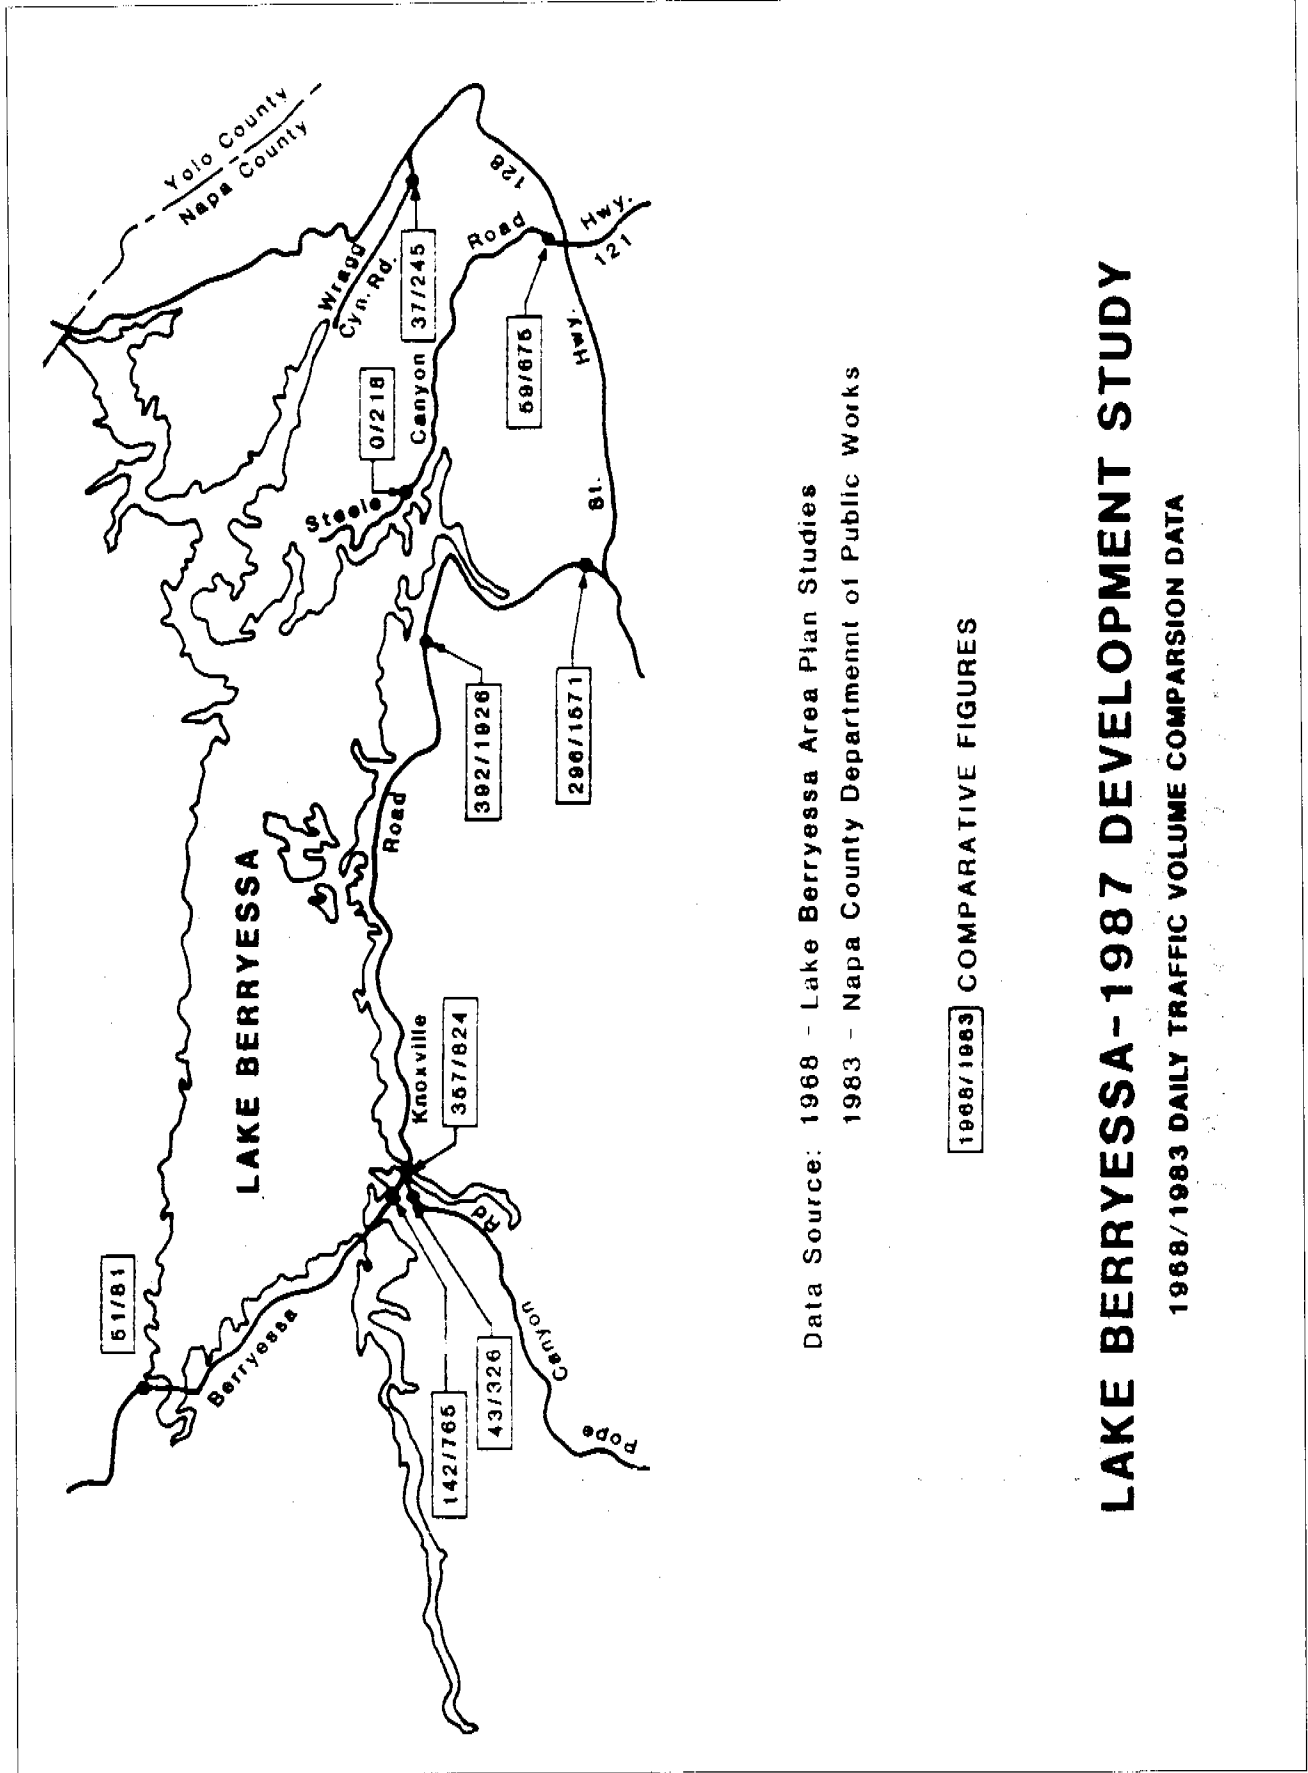 Yolo County
Napa County
51/81
LAKE BERRYESSA
Wragg
Cyn. Rd.
37/245
0/218
Steele
Canyon
Road
128
Hwy.
121
59/675
Hwy.
St.
Berryessa
Knoxville
Road
357/824
392/1926
296/1571
142/765
43/326
Rd
Canyon
Pope
Data Source: 1968 - Lake Berryessa Area Plan Studies
1983 - Napa County Departmennt of Public Works
1968/1983 COMPARATIVE FIGURES
LAKE BERRYESSA-1987 DEVELOPMENT STUDY
1968/1983 DAILY TRAFFIC VOLUME COMPARSION DATA